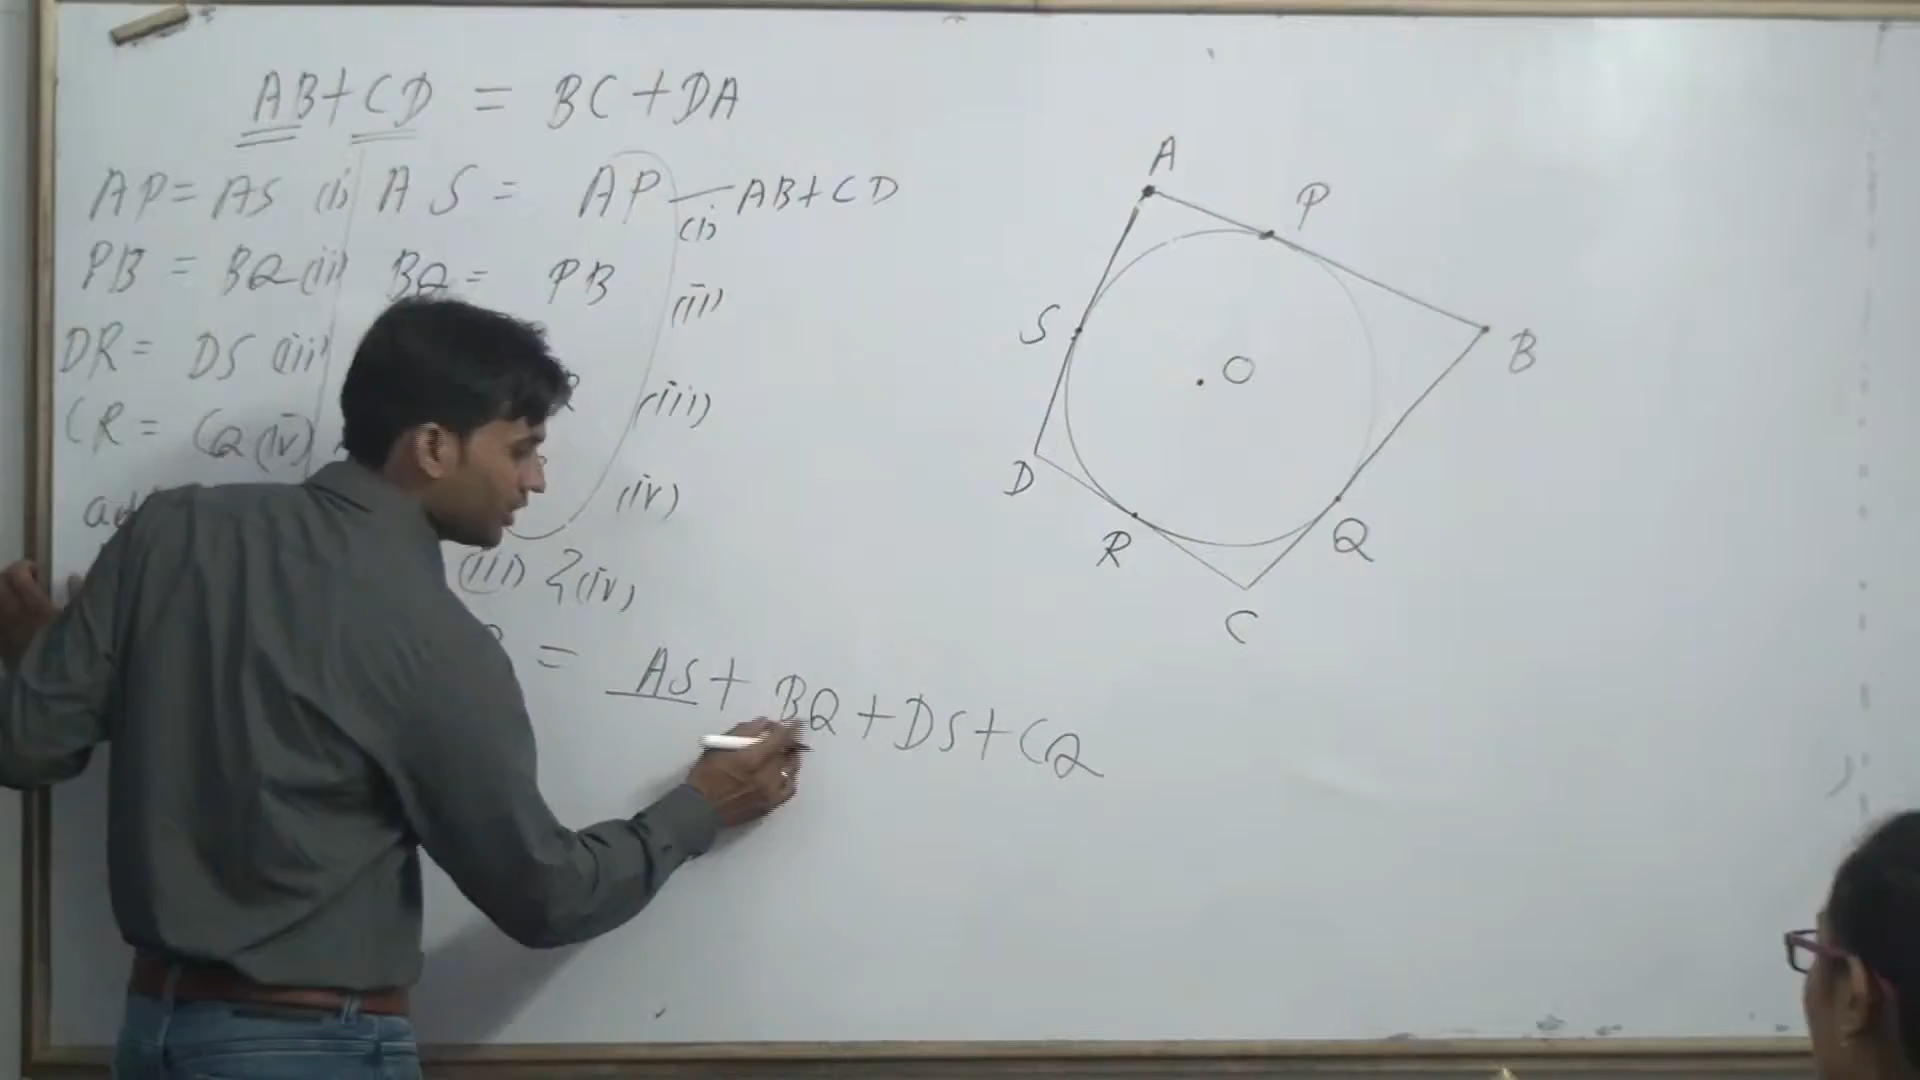 AB+CD = BC+DA
AP = AS (i) AS = AP (i) AB+CD
PB = BQ (ii) BQ = PB (ii)
DR = DS (iii) (iii)
CR = CQ (iv) (iv)
(iii) & (iv)
= AS + BQ + DS + CQ
A
P
S
O
B
D
R
Q
C